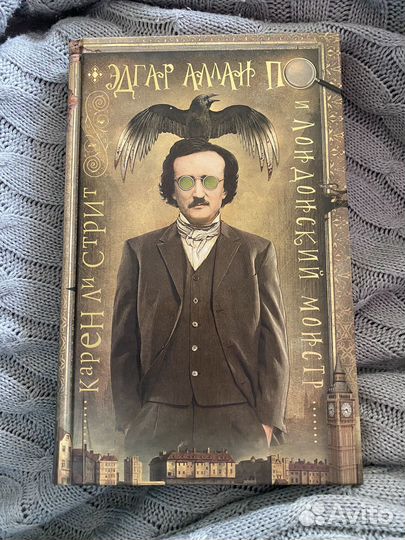 ЭДГАР АЛЛАН ПО
И ЛОНДОНСКИЙ МОНСТР
КАРЕН ЛИ СТРИТ
Avito